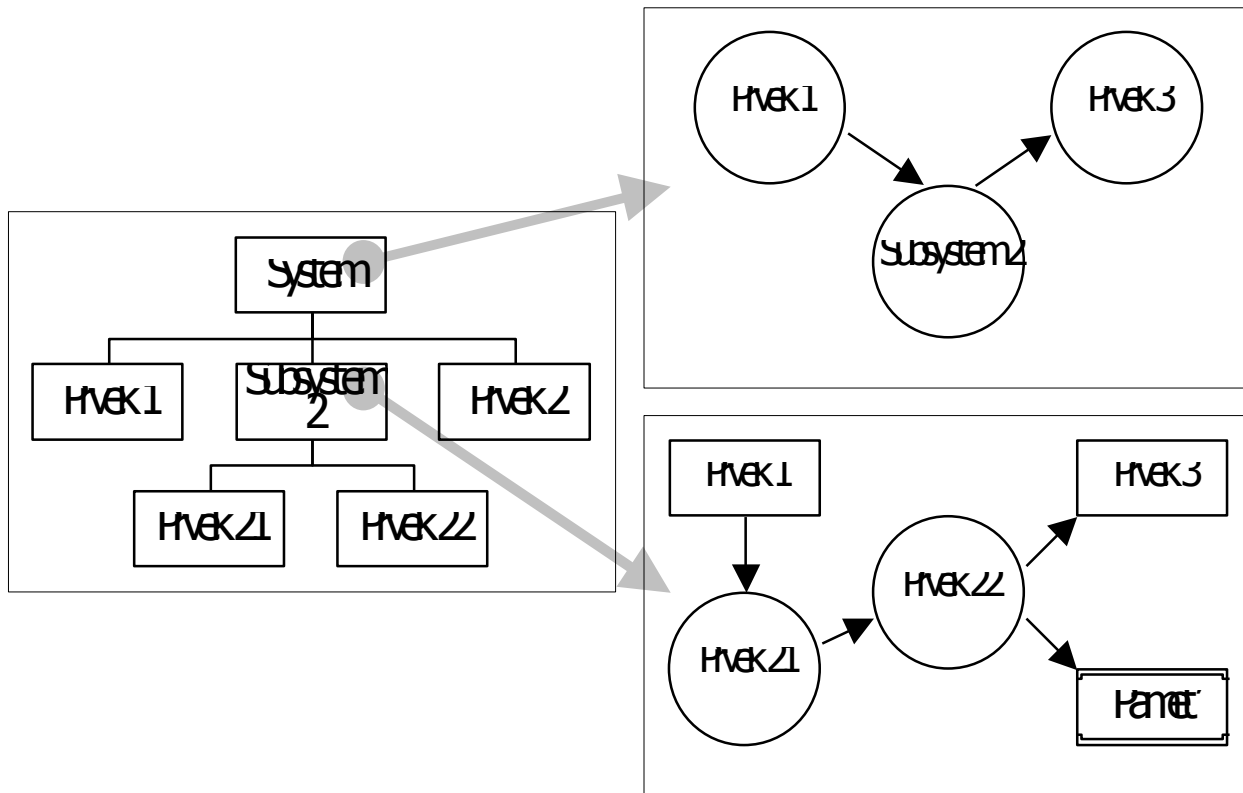 System
Prvek 1
Subsystem
2
Prvek 2
Prvek 21
Prvek 22
Prvek 1
Prvek 3
Subsystem 2
Prvek 1
Prvek 3
Prvek 22
Prvek 21
Pamet'